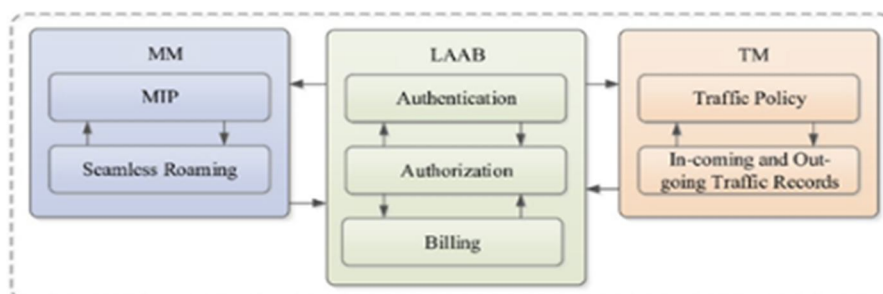 MM
MIP
Seamless Roaming
LAAB
Authentication
Authorization
Billing
TM
Traffic Policy
In-coming and Out-
going Traffic Records